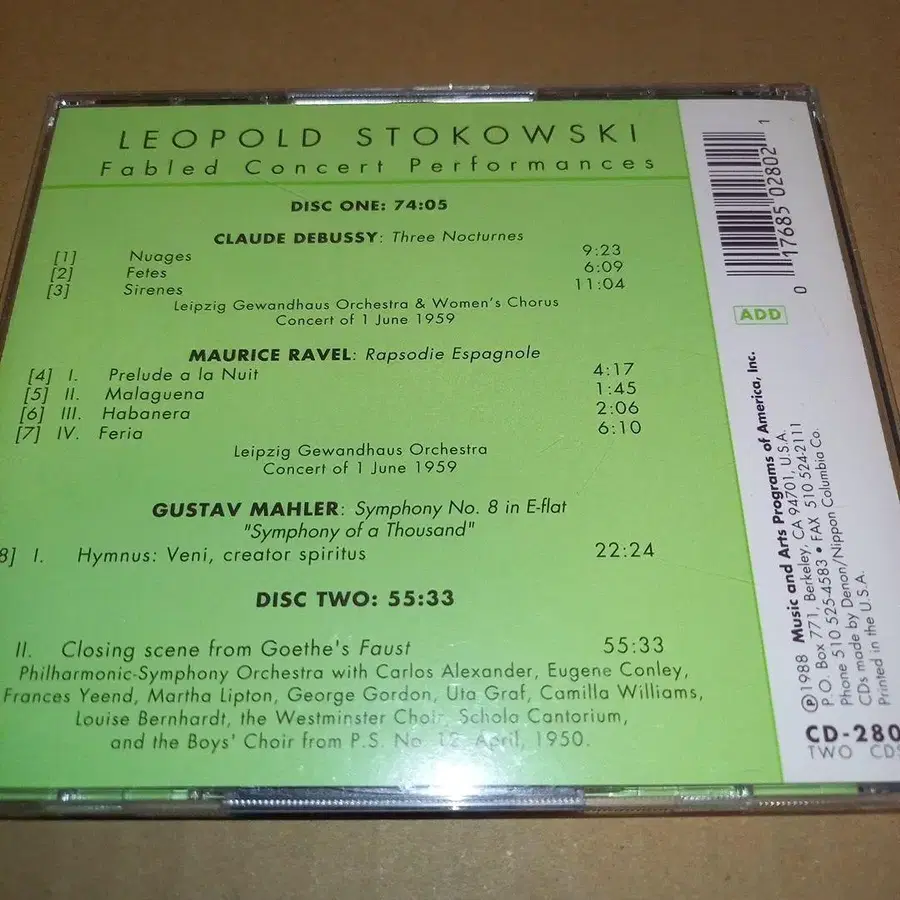 LEOPOLD STOKOWSKI
Fabled Concert Performances
DISC ONE: 74:05
CLAUDE DEBUSSY: Three Nocturnes
[1] Nuages 9:23
[2] Fetes 6:09
[3] Sirenes 11:04
Leipzig Gewandhaus Orchestra & Women's Chorus
Concert of 1 June 1959
MAURICE RAVEL: Rapsodie Espagnole
[4] I. Prelude a la Nuit 4:17
[5] II. Malaguena 1:45
[6] III. Habanera 2:06
[7] IV. Feria 6:10
Leipzig Gewandhaus Orchestra
Concert of 1 June 1959
GUSTAV MAHLER: Symphony No. 8 in E-flat
"Symphony of a Thousand"
8] I. Hymnus: Veni, creator spiritus 22:24
DISC TWO: 55:33
II. Closing scene from Goethe's Faust 55:33
Philharmonic-Symphony Orchestra with Carlos Alexander, Eugene Conley,
Frances Yeend, Martha Lipton, George Gordon, Uta Graf, Camilla Williams,
Louise Bernhardt, the Westminster Choir, Schola Cantorium,
and the Boys' Choir from P.S. No. 12 April, 1950.
0 17685 02802 1
ADD
℗1988 Music and Arts Programs of America, Inc.
P.O. Box 771, Berkeley, CA 94701, U.S.A.
Phone 510 525-4583 • FAX 510 524-2111
CDs made by Denon/Nippon Columbia Co.
Printed in the U.S.A.
CD-280
TWO CDS